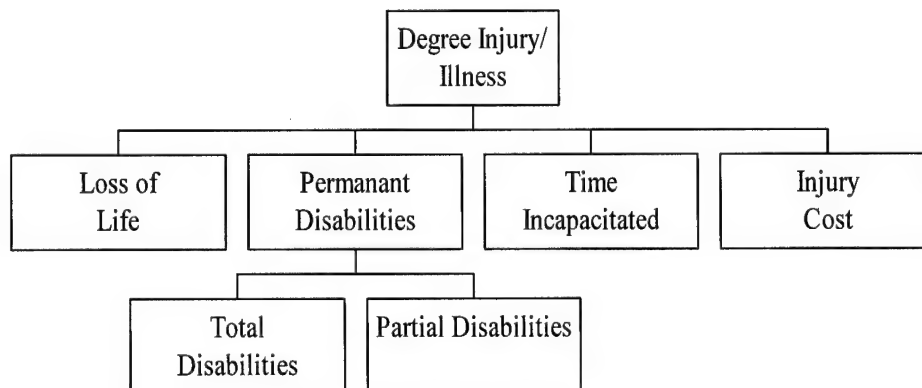 Degree Injury/
Illness
Loss of
Life
Permanant
Disabilities
Time
Incapacitated
Injury
Cost
Total
Disabilities
Partial Disabilities